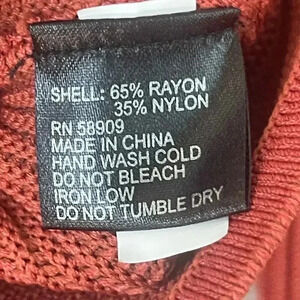 SHELL: 65% RAYON
35% NYLON
RN 58909
MADE IN CHINA
HAND WASH COLD
DO NOT BLEACH
IRON LOW
DO NOT TUMBLE DRY